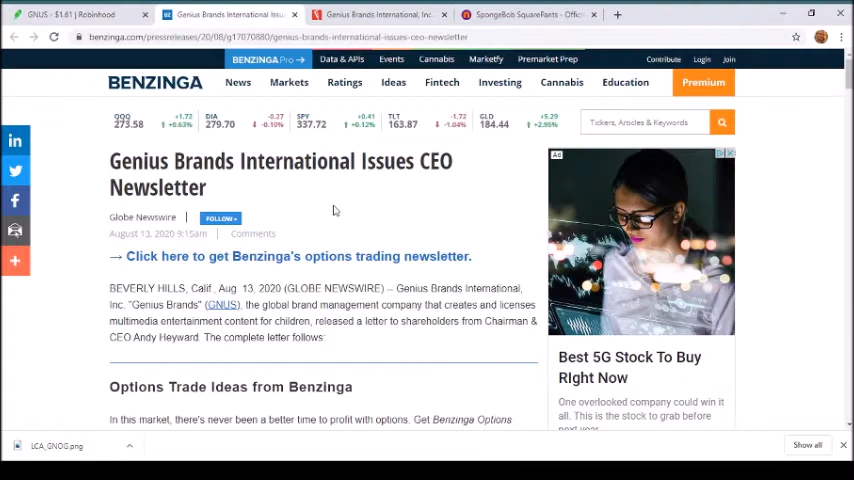 GNUS - $1.61 | Robinhood
Genius Brands International Issu
Genius Brands International, Inc.
SpongeBob SquarePants - Offici
benzinga.com/pressreleases/20/08/g17070880/genius-brands-international-issues-ceo-newsletter
BENZINGA Pro → Data & APIs Events Cannabis Marketfy Premarket Prep Contribute Login Join
BENZINGA News Markets Ratings Ideas Fintech Investing Cannabis Education Premium
QQQ +1.72
273.58 +0.63%
DIA -0.27
279.70 -0.10%
SPY +0.41
337.72 +0.12%
TLT -1.72
163.87 -1.04%
GLD +5.29
184.44 +2.95%
Tickers, Articles & Keywords
Genius Brands International Issues CEO
Newsletter
Globe Newswire | FOLLOW+
August 13, 2020 9:15am | Comments
→ Click here to get Benzinga's options trading newsletter.
BEVERLY HILLS, Calif., Aug. 13, 2020 (GLOBE NEWSWIRE) -- Genius Brands International,
Inc. "Genius Brands" (GNUS), the global brand management company that creates and licenses
multimedia entertainment content for children, released a letter to shareholders from Chairman &
CEO Andy Heyward. The complete letter follows:
Options Trade Ideas from Benzinga
In this market, there's never been a better time to profit with options. Get Benzinga Options
Ad
Best 5G Stock To Buy
Right Now
One overlooked company could win it
all. This is the stock to grab before
next year.
LCA_GNOG.png
Show all